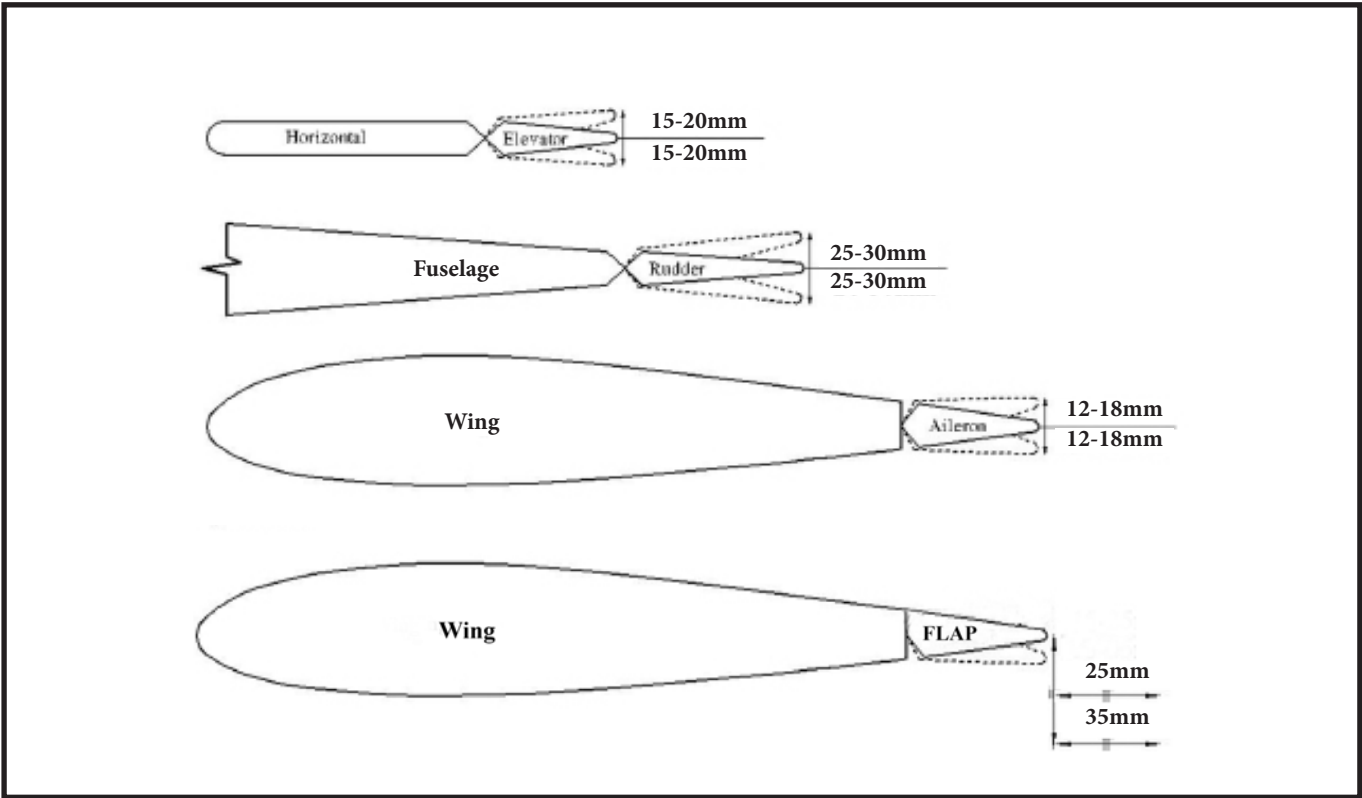 Horizontal
Elevator
15-20mm
15-20mm
Fuselage
Rudder
25-30mm
25-30mm
Wing
Aileron
12-18mm
12-18mm
Wing
FLAP
25mm
35mm